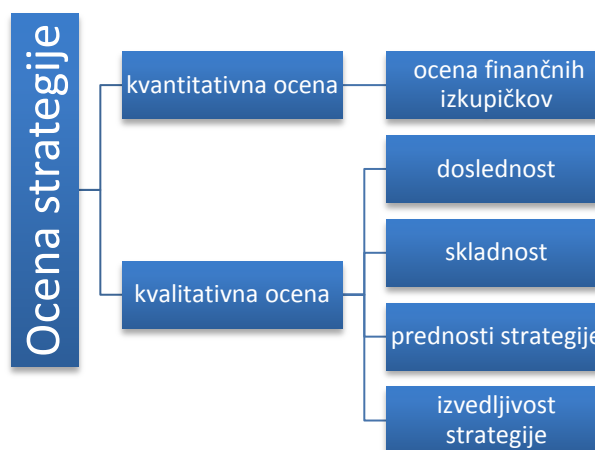 Ocena strategije
kvantitativna ocena
ocena finančnih
izkupičkov
kvalitativna ocena
doslednost
skladnost
prednosti strategije
izvedljivost
strategije